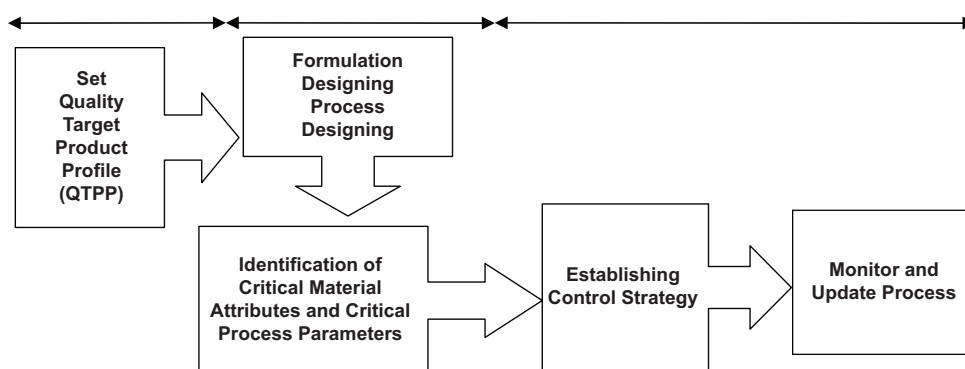 Set
Quality
Target
Product
Profile
(QTPP)
Formulation
Designing
Process
Designing
Identification of
Critical Material
Attributes and Critical
Process Parameters
Establishing
Control Strategy
Monitor and
Update Process